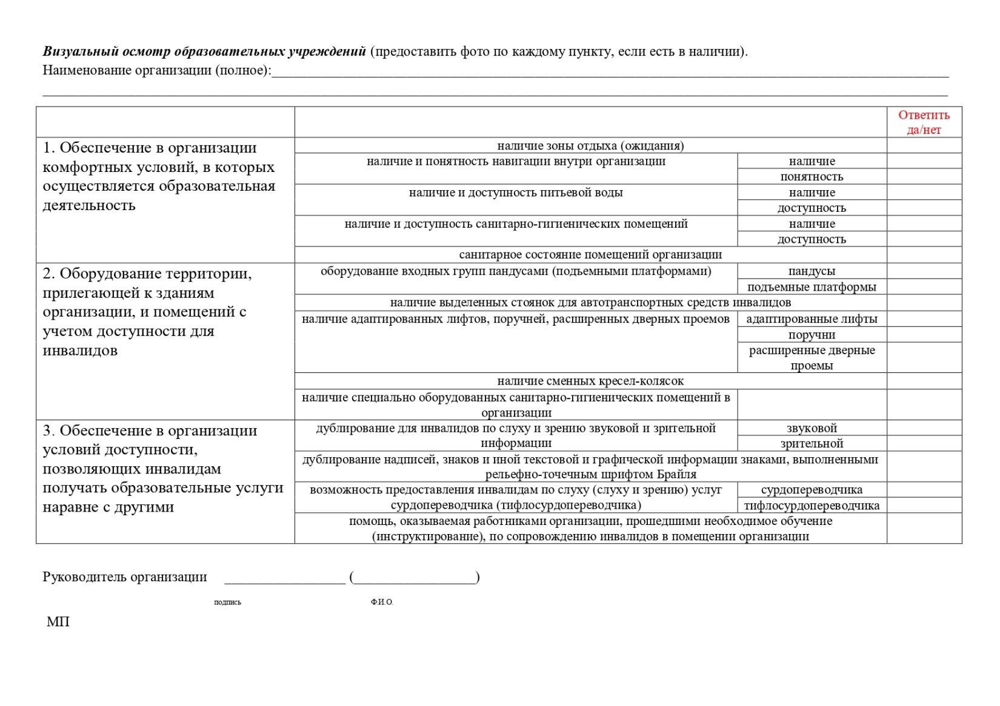 Визуальный осмотр образовательных учреждений (предоставить фото по каждому пункту, если есть в наличии).
Наименование организации (полное):
Ответить
да/нет
1. Обеспечение в организации
комфортных условий, в которых
осуществляется образовательная
деятельность
наличие зоны отдыха (ожидания)
наличие и понятность навигации внутри организации
наличие
понятность
наличие и доступность питьевой воды
наличие
доступность
наличие и доступность санитарно-гигиенических помещений
наличие
доступность
санитарное состояние помещений организации
2. Оборудование территории,
прилегающей к зданиям
организации, и помещений с
учетом доступности для
инвалидов
оборудование входных групп пандусами (подъемными платформами)
пандусы
подъемные платформы
наличие выделенных стоянок для автотранспортных средств инвалидов
наличие адаптированных лифтов, поручней, расширенных дверных проемов
адаптированные лифты
поручни
расширенные дверные
проемы
наличие сменных кресел-колясок
наличие специально оборудованных санитарно-гигиенических помещений в
организации
3. Обеспечение в организации
условий доступности,
позволяющих инвалидам
получать образовательные услуги
наравне с другими
дублирование для инвалидов по слуху и зрению звуковой и зрительной
информации
звуковой
зрительной
дублирование надписей, знаков и иной текстовой и графической информации знаками, выполненными
рельефно-точечным шрифтом Брайля
возможность предоставления инвалидам по слуху (слуху и зрению) услуг
сурдопереводчика (тифлосурдопереводчика)
сурдопереводчика
тифлосурдопереводчика
помощь, оказываемая работниками организации, прошедшими необходимое обучение
(инструктирование), по сопровождению инвалидов в помещении организации
Руководитель организации _________________ (_________________)
подпись Ф.И.О.
МП